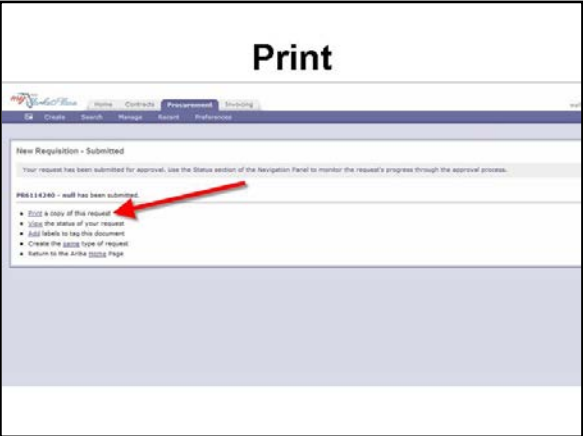 Print
my
Home Contracts Procurement Invoicing
Create Search Manage Recent Preferences
New Requisition - Submitted
Your request has been submitted for approval. Use the Status section of the Navigation Panel to monitor the request's progress through the approval process.
has been submitted.
Print a copy of this request
View the status of your request
Add labels to tag this document
Create the same type of request
Return to the Ariba Home Page